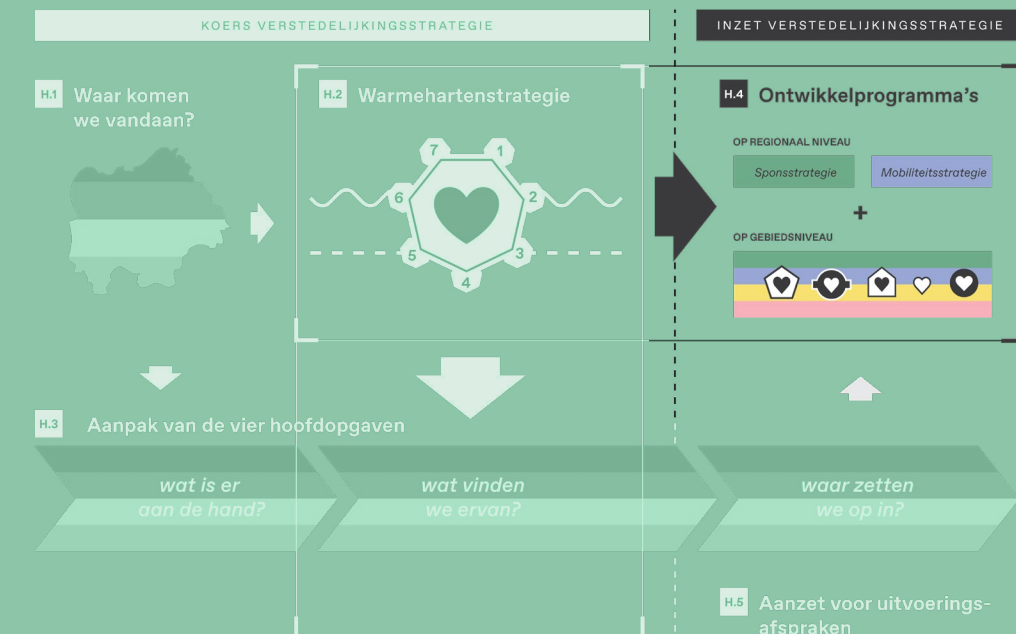 KOERS VERSTEDELIJKINGSSTRATEGIE
INZET VERSTEDELIJKINGSSTRATEGIE
H.1 Waar komen
we vandaan?
H.2 Warmehartenstrategie
7 1
6 2
5 3
4
H.4 Ontwikkelprogramma's
OP REGIONAAL NIVEAU
Sponsstrategie Mobiliteitsstrategie
+
OP GEBIEDSNIVEAU
H.3 Aanpak van de vier hoofdopgaven
wat is er
aan de hand?
wat vinden
we ervan?
waar zetten
we op in?
H.5 Aanzet voor uitvoerings-
afspraken